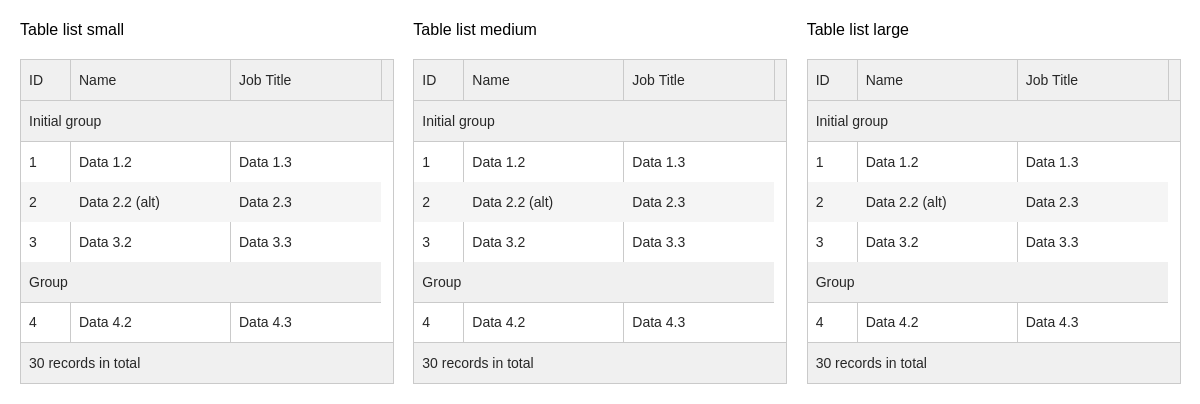 Table list small
ID Name Job Title
Initial group
1 Data 1.2 Data 1.3
2 Data 2.2 (alt) Data 2.3
3 Data 3.2 Data 3.3
Group
4 Data 4.2 Data 4.3
30 records in total
Table list medium
ID Name Job Title
Initial group
1 Data 1.2 Data 1.3
2 Data 2.2 (alt) Data 2.3
3 Data 3.2 Data 3.3
Group
4 Data 4.2 Data 4.3
30 records in total
Table list large
ID Name Job Title
Initial group
1 Data 1.2 Data 1.3
2 Data 2.2 (alt) Data 2.3
3 Data 3.2 Data 3.3
Group
4 Data 4.2 Data 4.3
30 records in total